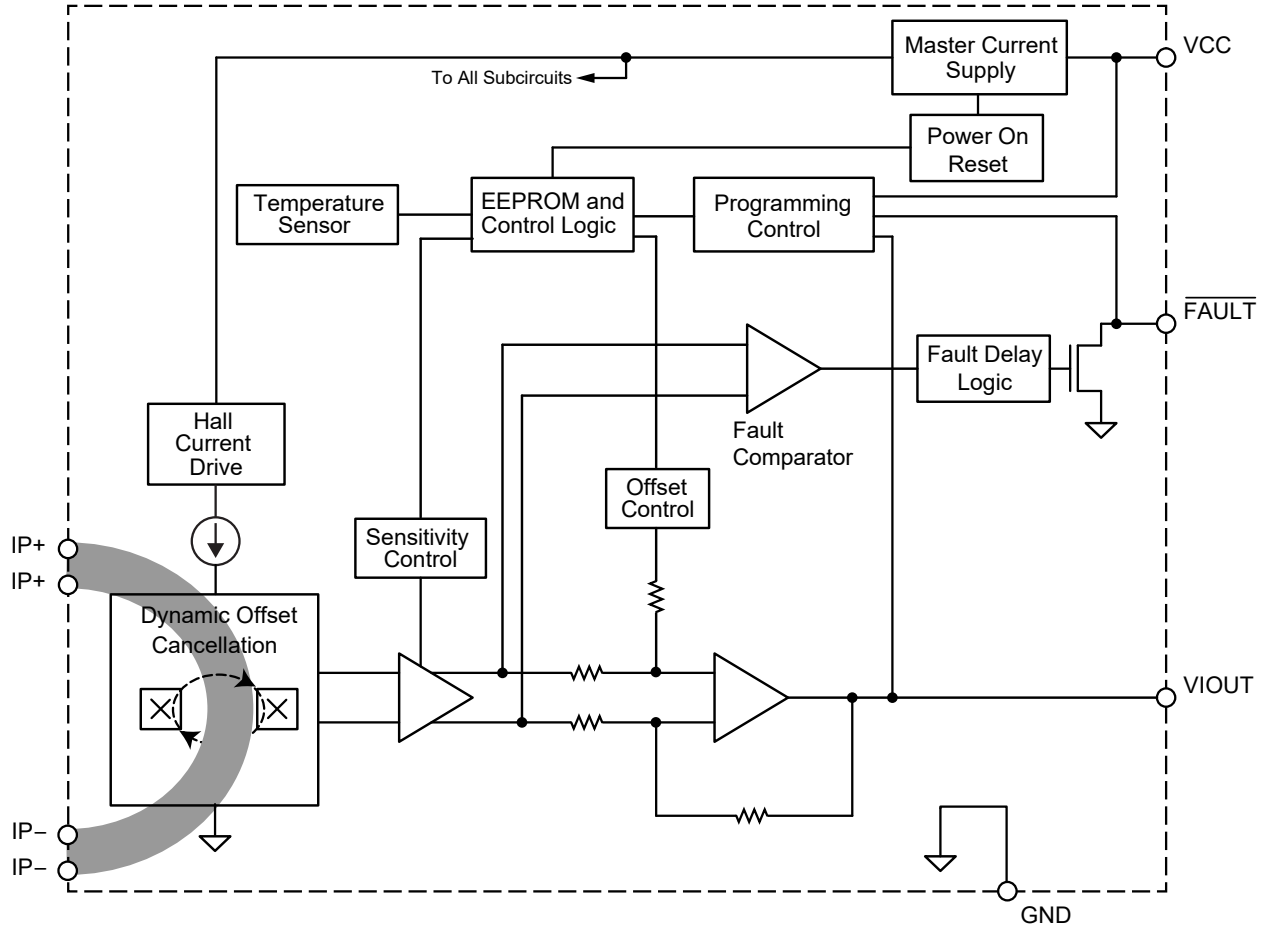 Master Current
Supply
VCC
To All Subcircuits
Power On
Reset
Temperature
Sensor
EEPROM and
Control Logic
Programming
Control
FAULT
Fault Delay
Logic
Hall
Current
Drive
Fault
Comparator
Offset
Control
Sensitivity
Control
IP+
IP+
Dynamic Offset
Cancellation
VIOUT
IP–
IP–
GND